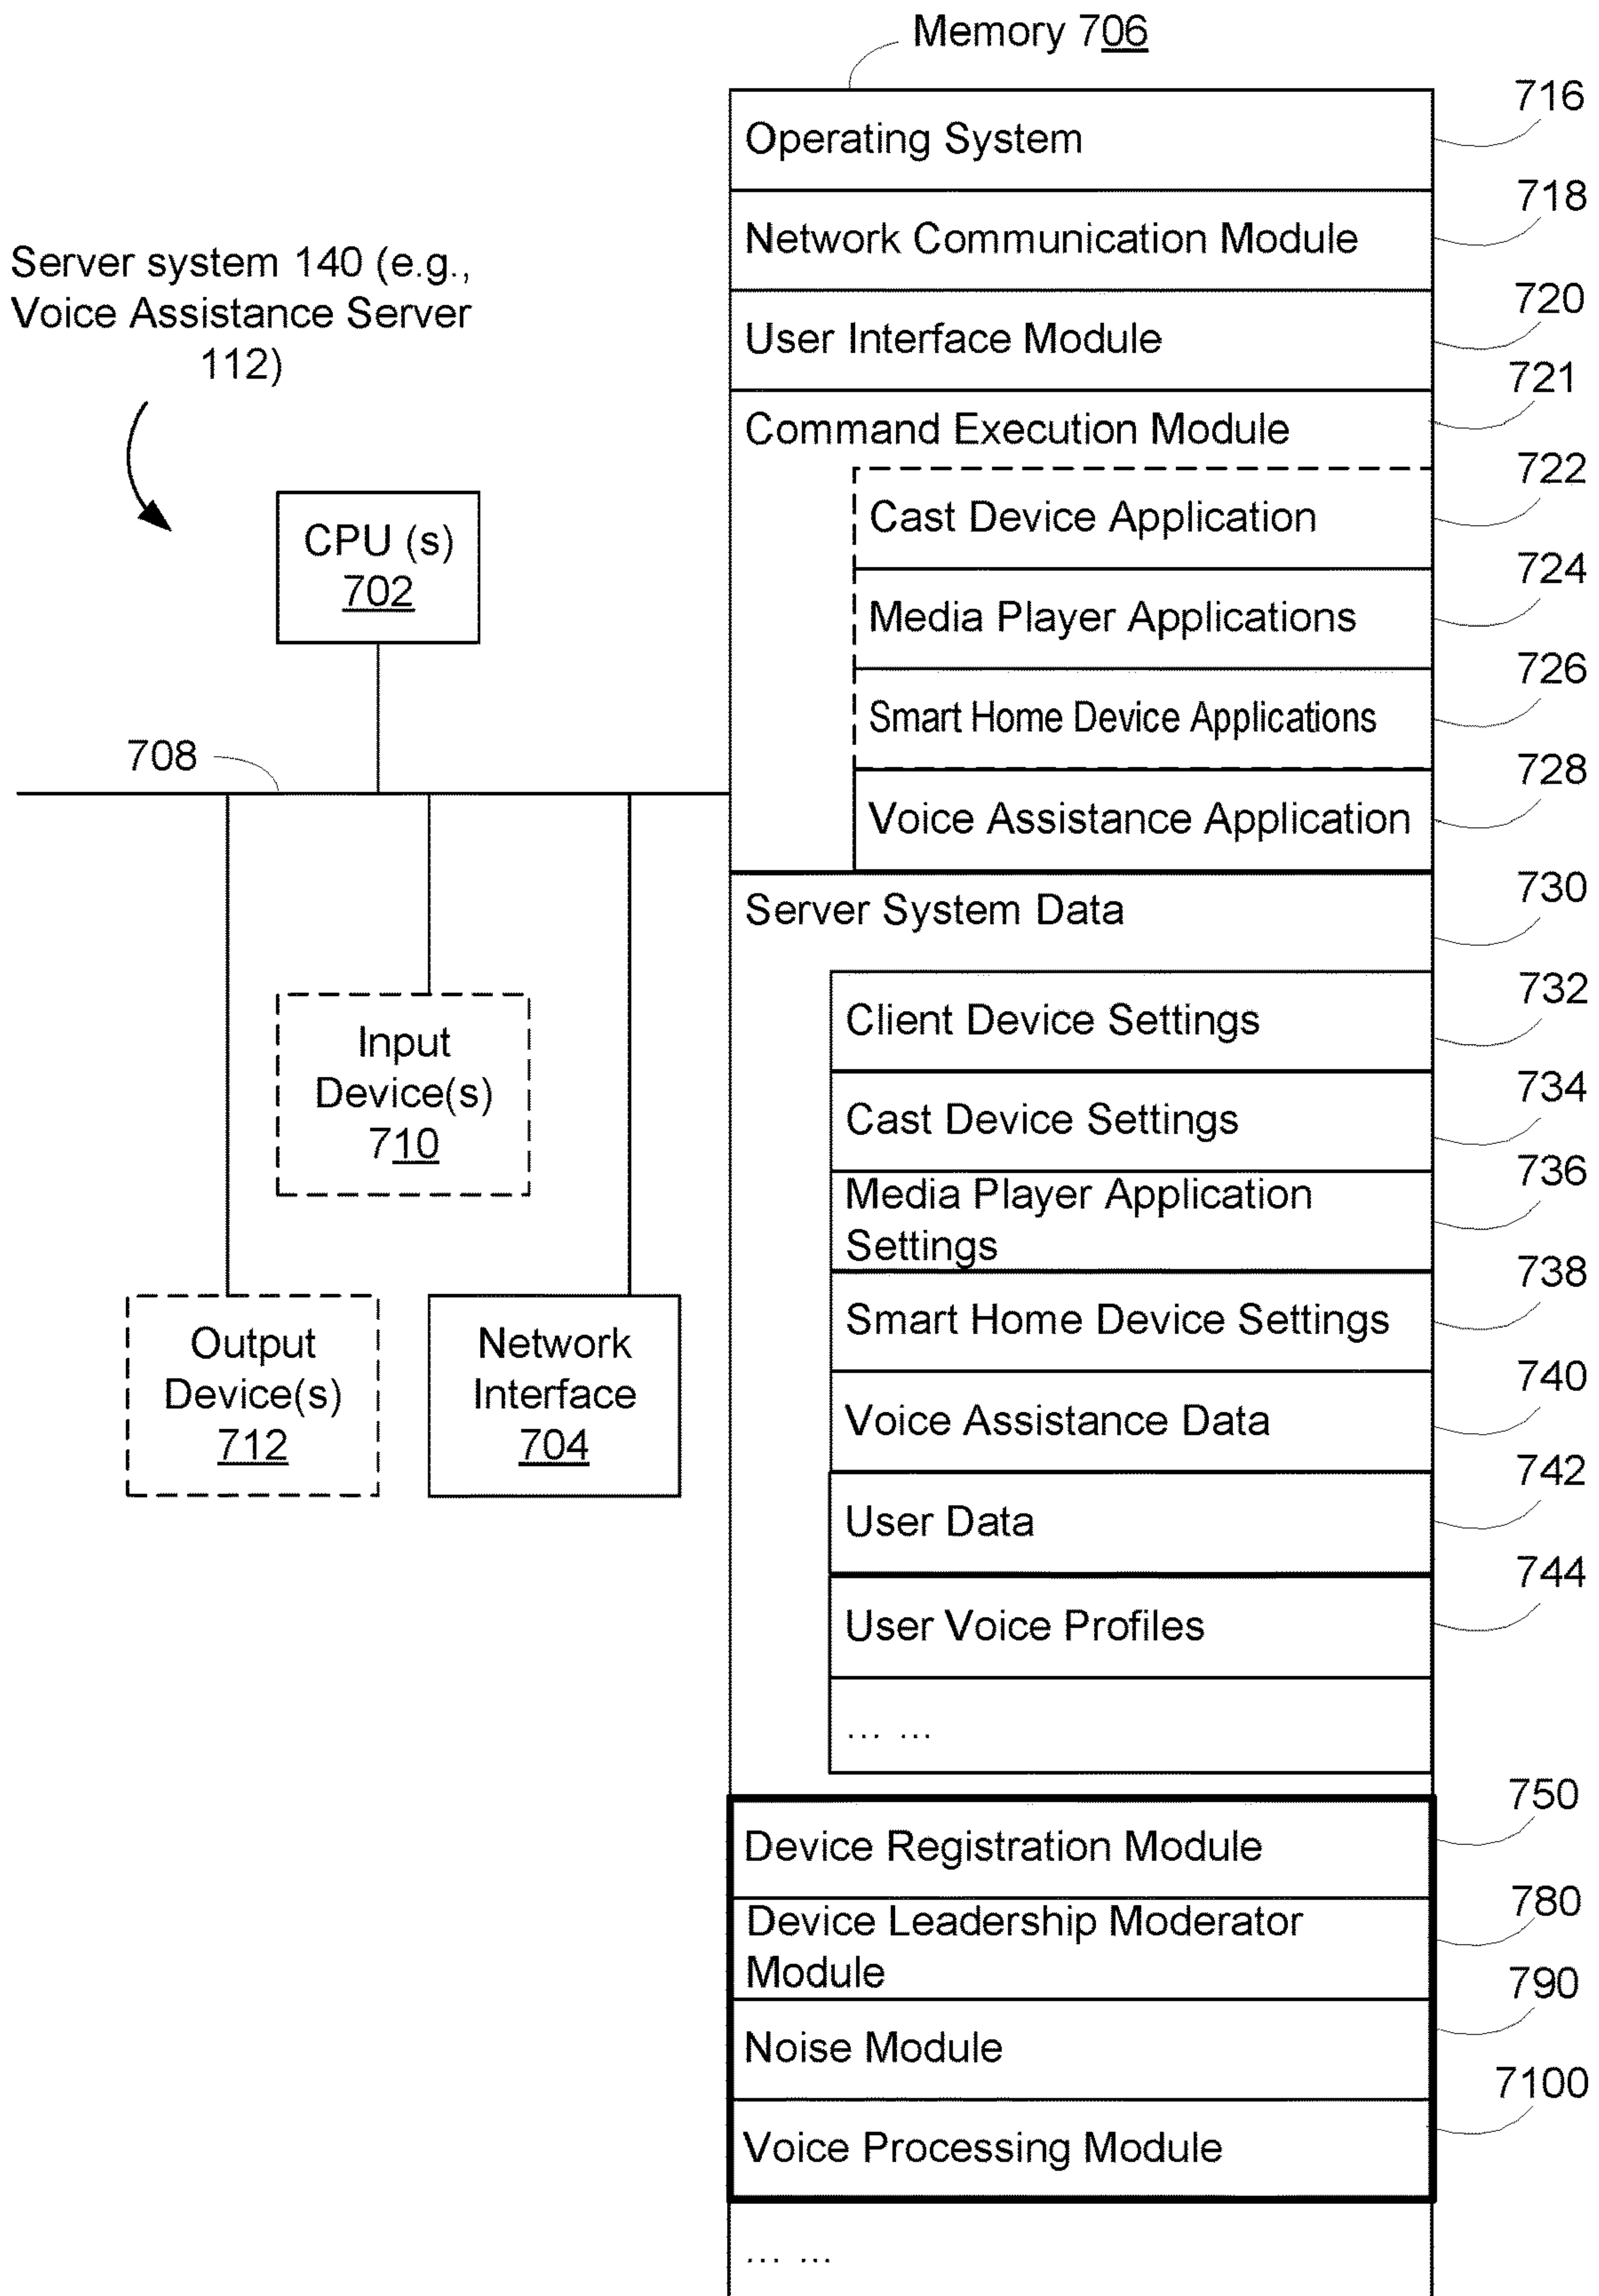 Memory 706
Operating System
716
Network Communication Module
718
User Interface Module
720
Command Execution Module
721
Cast Device Application
722
Media Player Applications
724
Smart Home Device Applications
726
Voice Assistance Application
728
Server System Data
730
Client Device Settings
732
Cast Device Settings
734
Media Player Application
Settings
736
Smart Home Device Settings
738
Voice Assistance Data
740
User Data
742
User Voice Profiles
744
... ...
Device Registration Module
750
Device Leadership Moderator
Module
780
Noise Module
790
Voice Processing Module
7100
... ...
Server system 140 (e.g.,
Voice Assistance Server
112)
CPU (s)
702
708
Input
Device(s)
710
Output
Device(s)
712
Network
Interface
704